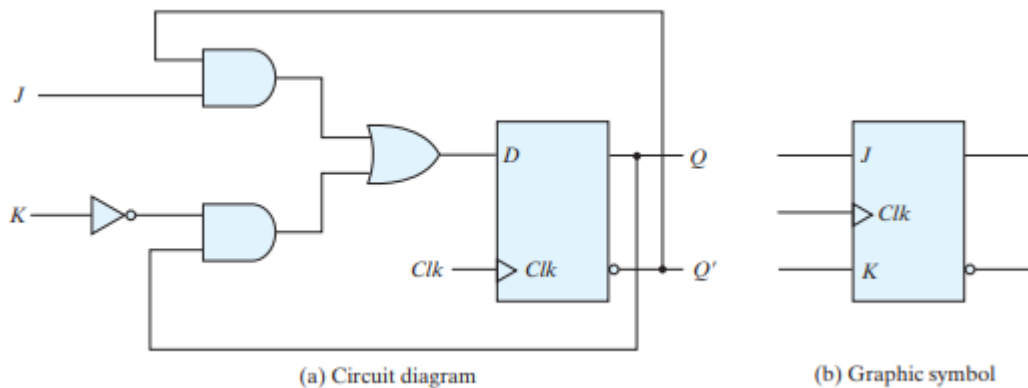 J
K
D
Clk
Clk
Q
Q'
(a) Circuit diagram
J
Clk
K
(b) Graphic symbol